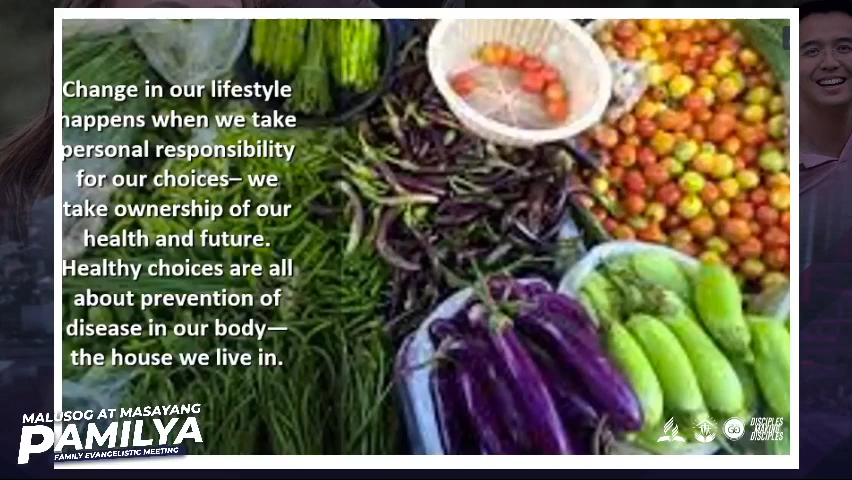 Change in our lifestyle
happens when we take
personal responsibility
for our choices– we
take ownership of our
health and future.
Healthy choices are all
about prevention of
disease in our body—
the house we live in.
MALUSOG AT MASAYANG
PAMILYA
FAMILY EVANGELISTIC MEETING
DISCIPLES
MAKING
DISCIPLES